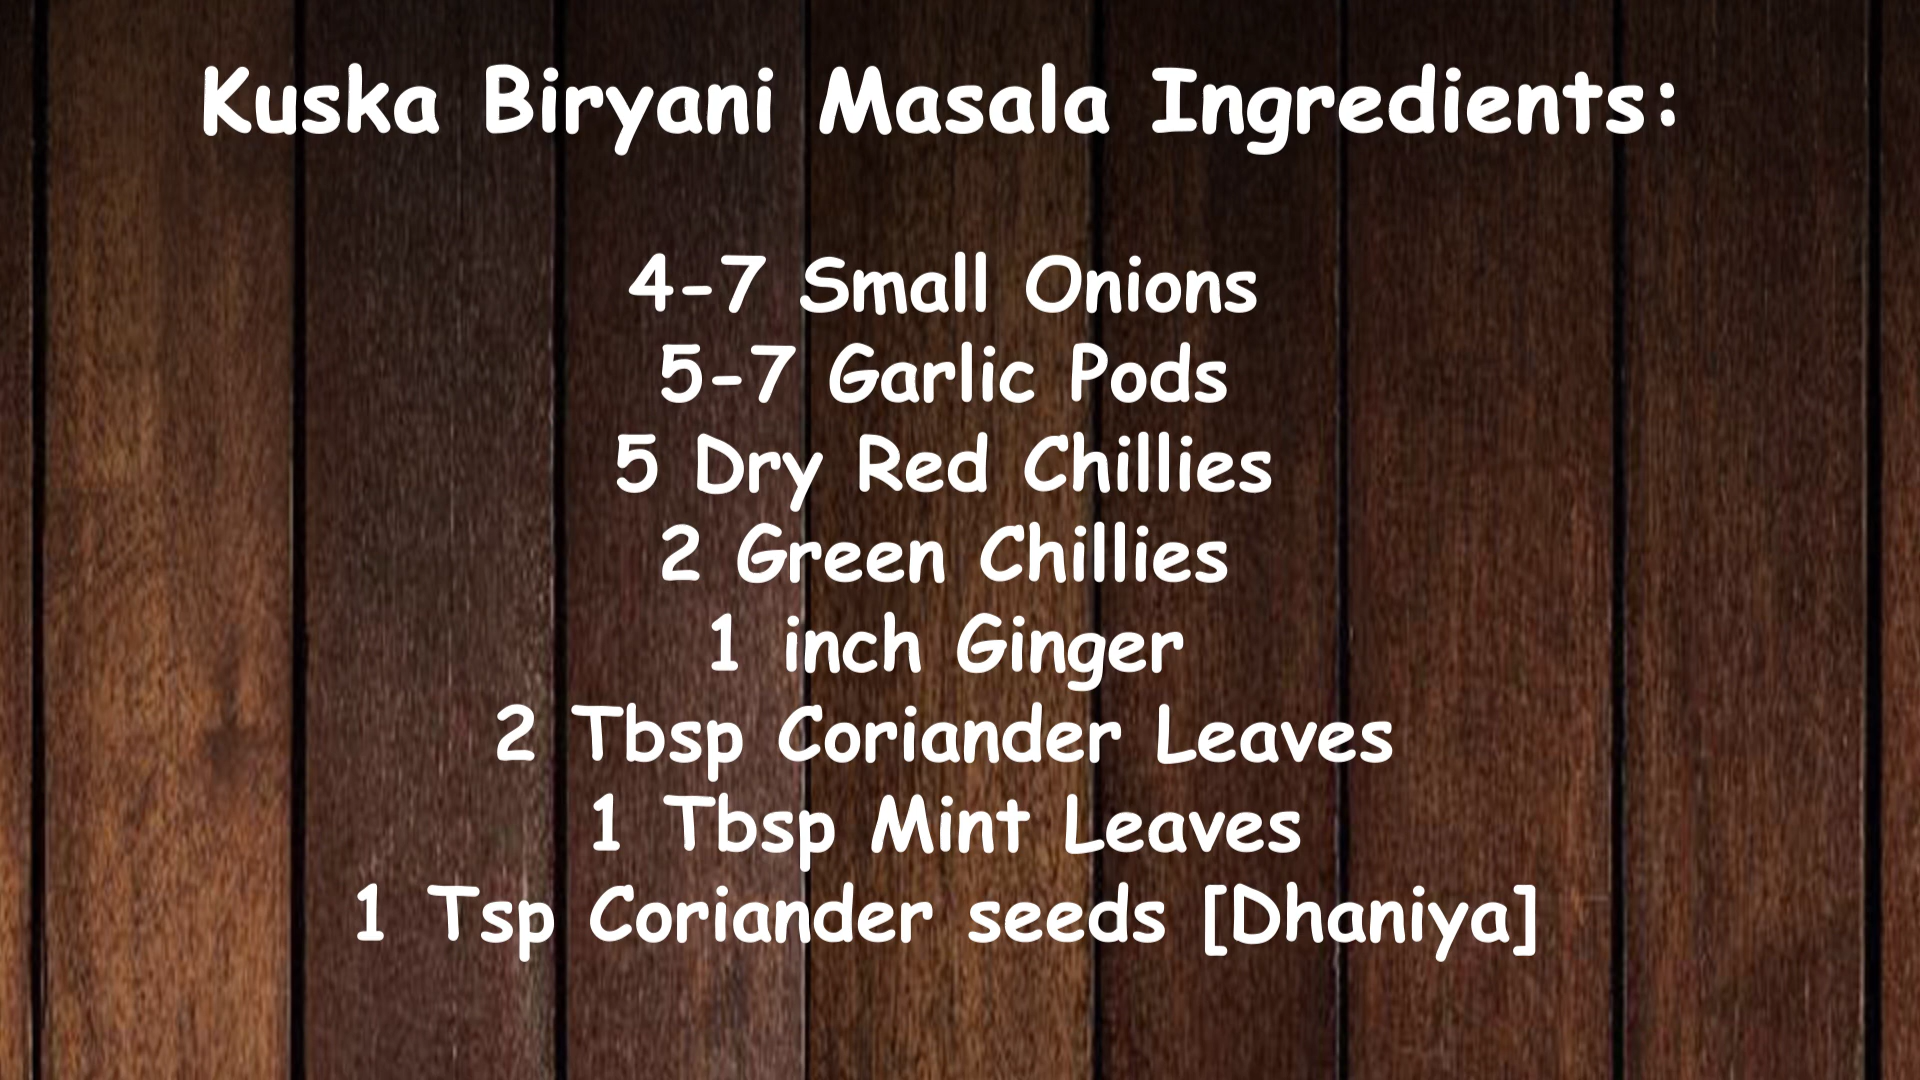 Kuska Biryani Masala Ingredients:
4-7 Small Onions
5-7 Garlic Pods
5 Dry Red Chillies
2 Green Chillies
1 inch Ginger
2 Tbsp Coriander Leaves
1 Tbsp Mint Leaves
1 Tsp Coriander seeds [Dhaniya]